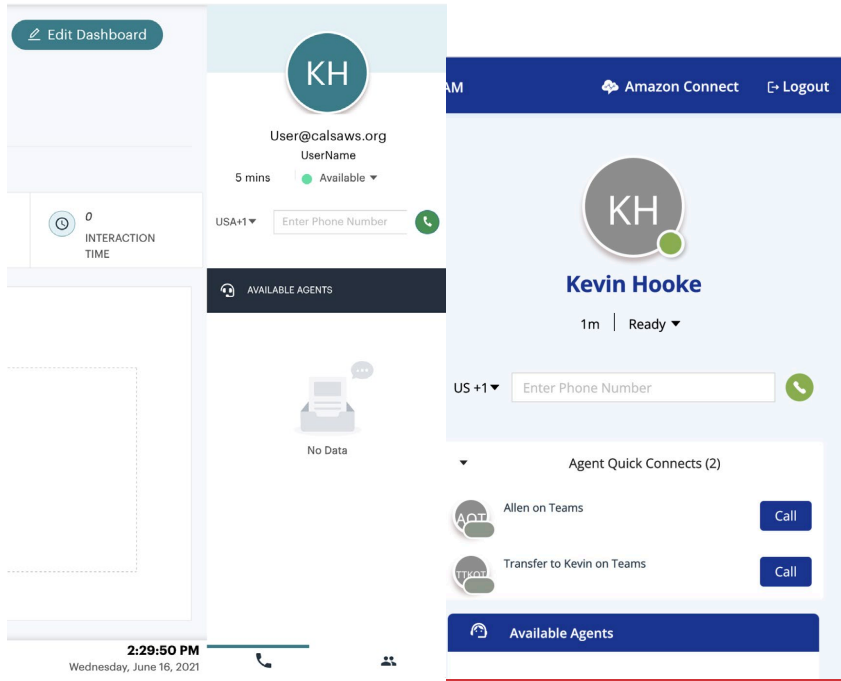 Edit Dashboard
0
INTERACTION
TIME
2:29:50 PM
Wednesday, June 16, 2021
KH
User@calsaws.org
UserName
5 mins
Available
USA+1
Enter Phone Number
AVAILABLE AGENTS
No Data
AM
Amazon Connect
Logout
KH
Kevin Hooke
1m
Ready
US +1
Enter Phone Number
Agent Quick Connects (2)
Allen on Teams
Call
Transfer to Kevin on Teams
Call
Available Agents